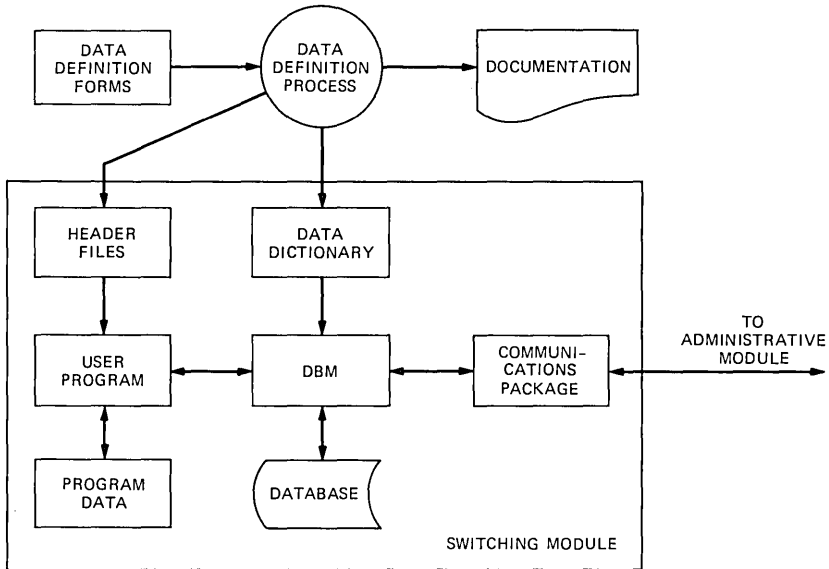 DATA
DEFINITION
FORMS
DATA
DEFINITION
PROCESS
DOCUMENTATION
HEADER
FILES
DATA
DICTIONARY
USER
PROGRAM
DBM
COMMUNI-
CATIONS
PACKAGE
TO
ADMINISTRATIVE
MODULE
PROGRAM
DATA
DATABASE
SWITCHING MODULE